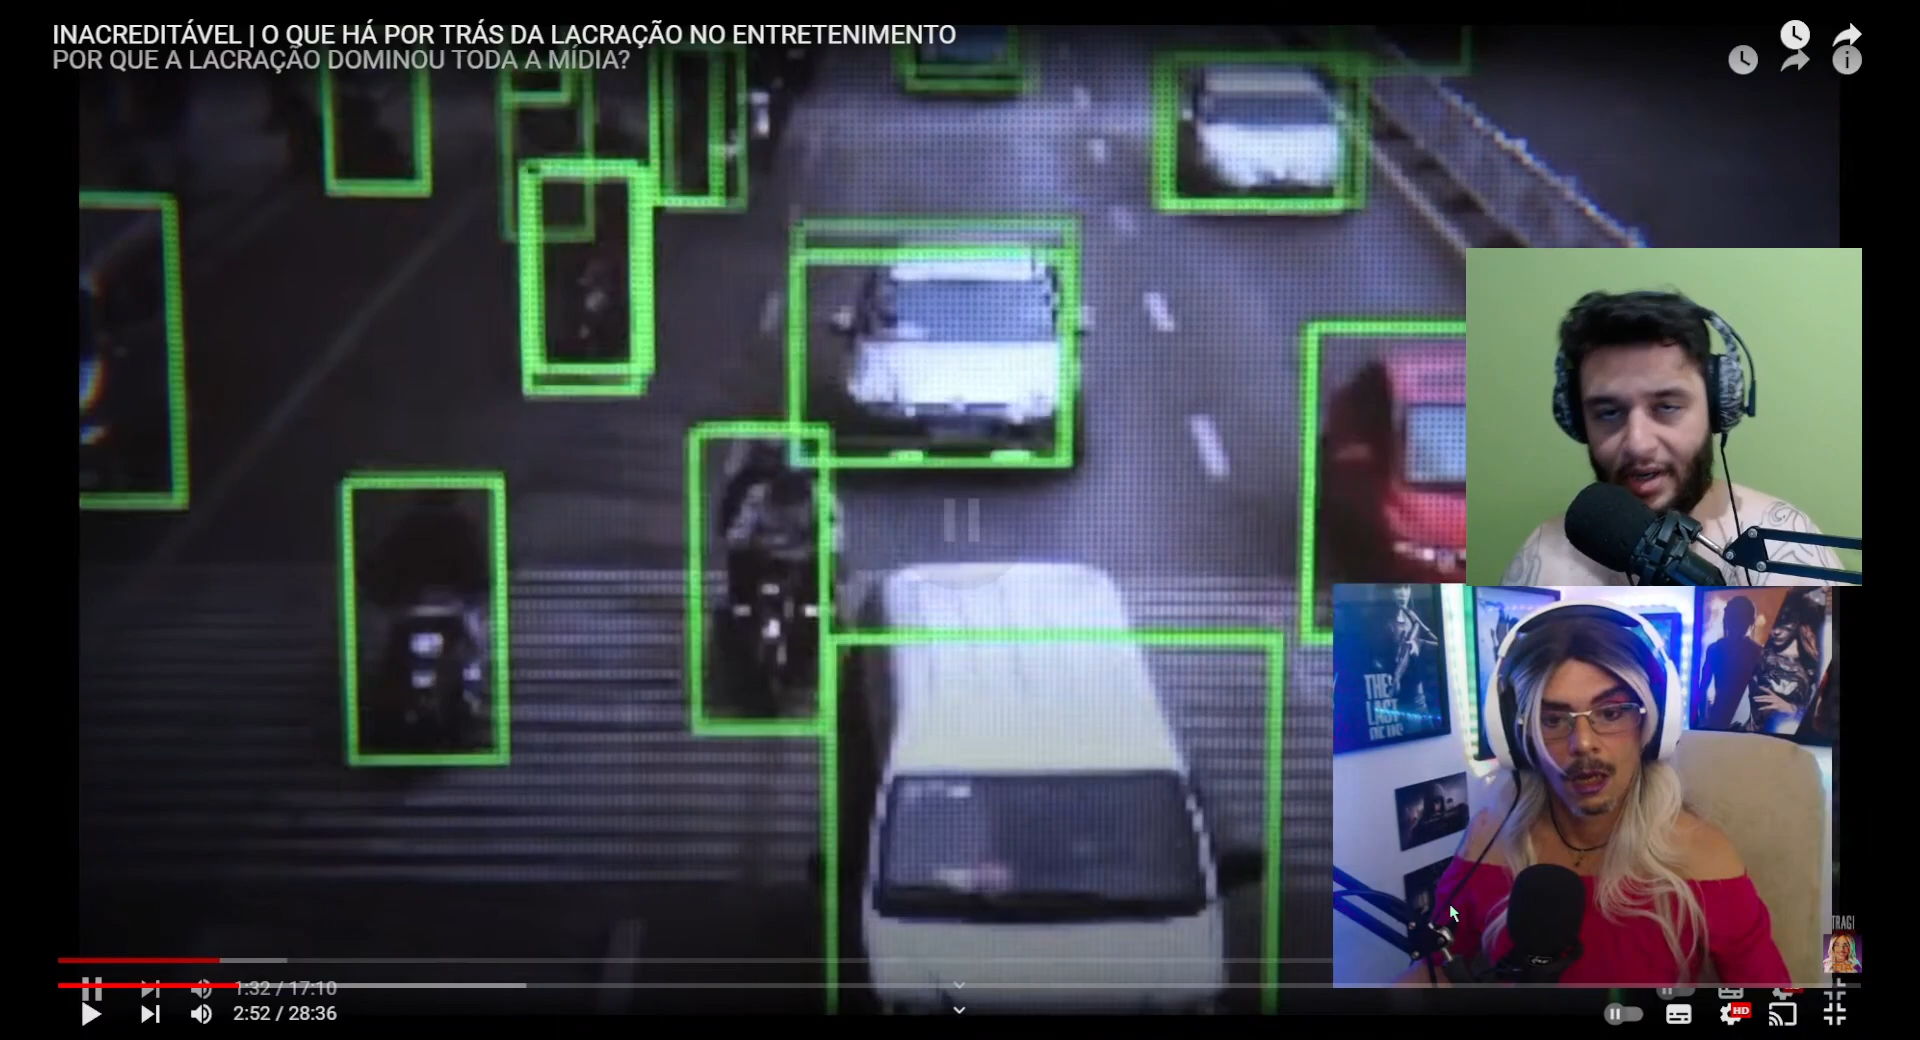 INACREDITÁVEL | O QUE HÁ POR TRÁS DA LACRAÇÃO NO ENTRETENIMENTO
POR QUE A LACRAÇÃO DOMINOU TODA A MÍDIA?
THE
LAST
OF US
TRAG!
1:32 / 17:10
2:52 / 28:36
HD